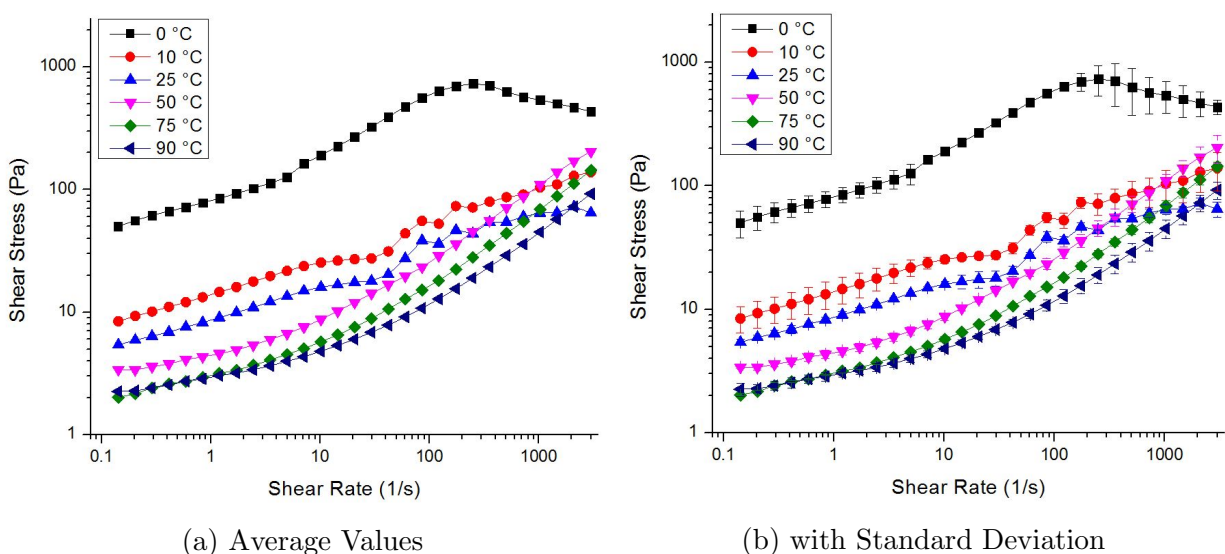 0 °C
10 °C
25 °C
50 °C
75 °C
90 °C
1000
100
10
1
Shear Stress (Pa)
0.1
1
10
100
1000
Shear Rate (1/s)
(a) Average Values
0 °C
10 °C
25 °C
50 °C
75 °C
90 °C
1000
100
10
1
Shear Stress (Pa)
0.1
1
10
100
1000
Shear Rate (1/s)
(b) with Standard Deviation